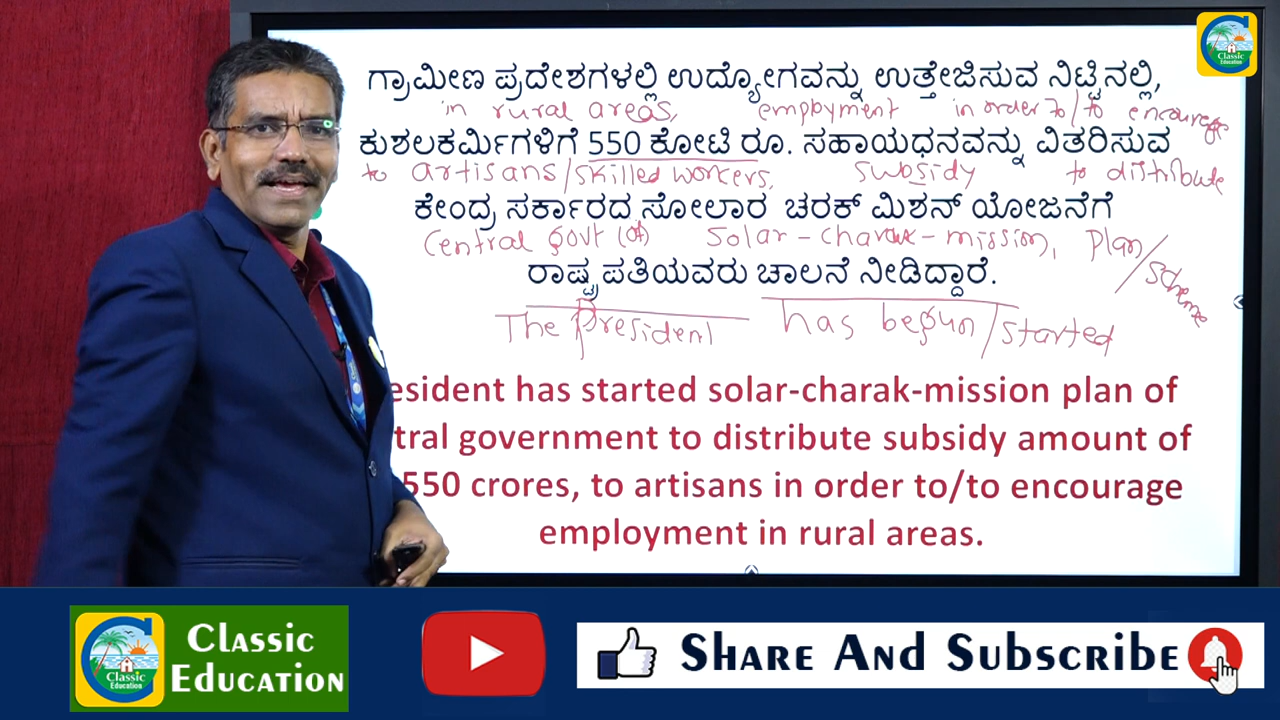 ಗ್ರಾಮೀಣ ಪ್ರದೇಶಗಳಲ್ಲಿ ಉದ್ಯೋಗವನ್ನು ಉತ್ತೇಜಿಸುವ ನಿಟ್ಟಿನಲ್ಲಿ,
in rural areas, employment in order to/to encourage
ಕುಶಲಕರ್ಮಿಗಳಿಗೆ 550 ಕೋಟಿ ರೂ. ಸಹಾಯಧನವನ್ನು ವಿತರಿಸುವ
to artisans/skilled workers, subsidy to distribute
ಕೇಂದ್ರ ಸರ್ಕಾರದ ಸೋಲಾರ ಚರಕ್ ಮಿಶನ್ ಯೋಜನೆಗೆ
Central Govt (of) Solar-charak-mission, plan/scheme
ರಾಷ್ಟ್ರಪತಿಯವರು ಚಾಲನೆ ನೀಡಿದ್ದಾರೆ.
The President has begun/started
esident has started solar-charak-mission plan of
tral government to distribute subsidy amount of
550 crores, to artisans in order to/to encourage
employment in rural areas.
Classic
Education
Classic
Education
Classic
Education
Share And Subscribe